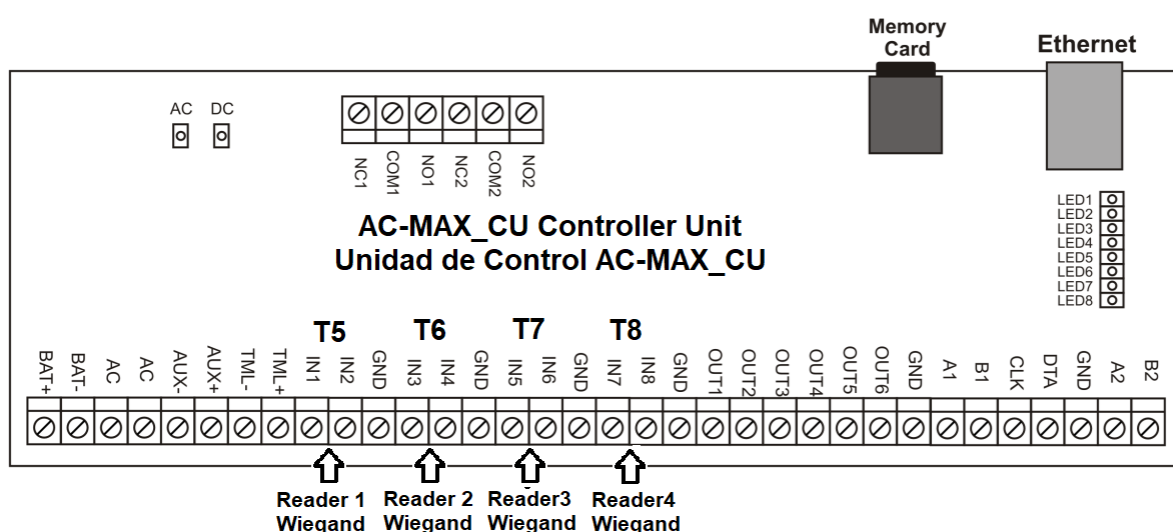 Memory
Card
Ethernet
AC DC
NC1 COM1 NO1 NC2 COM2 NO2
LED1
LED2
LED3
LED4
LED5
LED6
LED7
LED8
AC-MAX_CU Controller Unit
Unidad de Control AC-MAX_CU
T5 T6 T7 T8
BAT+ BAT- AC AC AUX- AUX+ TML- TML+ IN1 IN2 GND IN3 IN4 GND IN5 IN6 GND IN7 IN8 GND OUT1 OUT2 OUT3 OUT4 OUT5 OUT6 GND A1 B1 CLK DTA GND A2 B2
Reader 1 Reader 2 Reader3 Reader4
Wiegand Wiegand Wiegand Wiegand